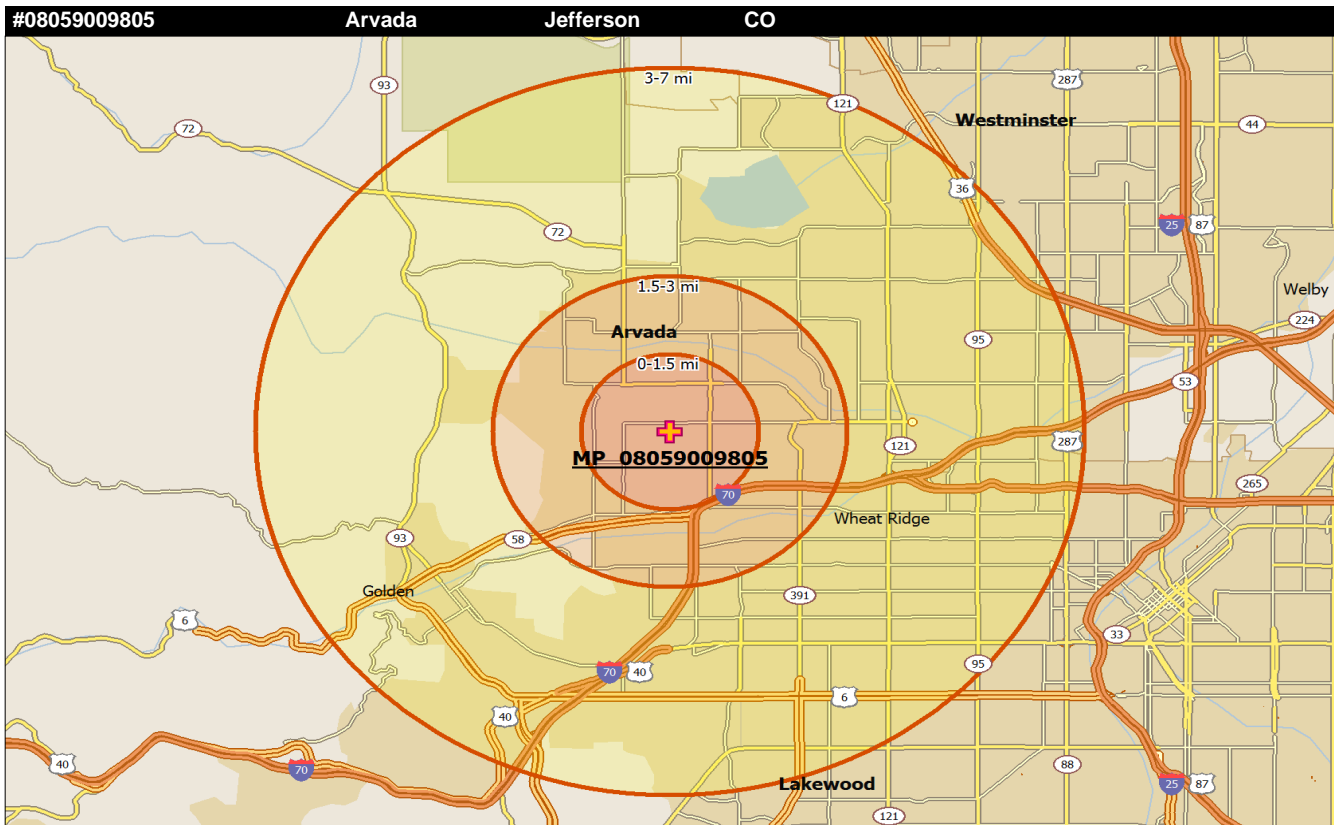 #08059009805 Arvada Jefferson CO
3-7 mi
93
121
287
Westminster
44
72
36
72
25
87
1.5-3 mi
Welby
Arvada
224
95
0-1.5 mi
53
MP 08059009805
121
287
265
70
Wheat Ridge
93
58
Golden
391
6
33
70
40
95
6
40
40
88
70
Lakewood
25
87
121